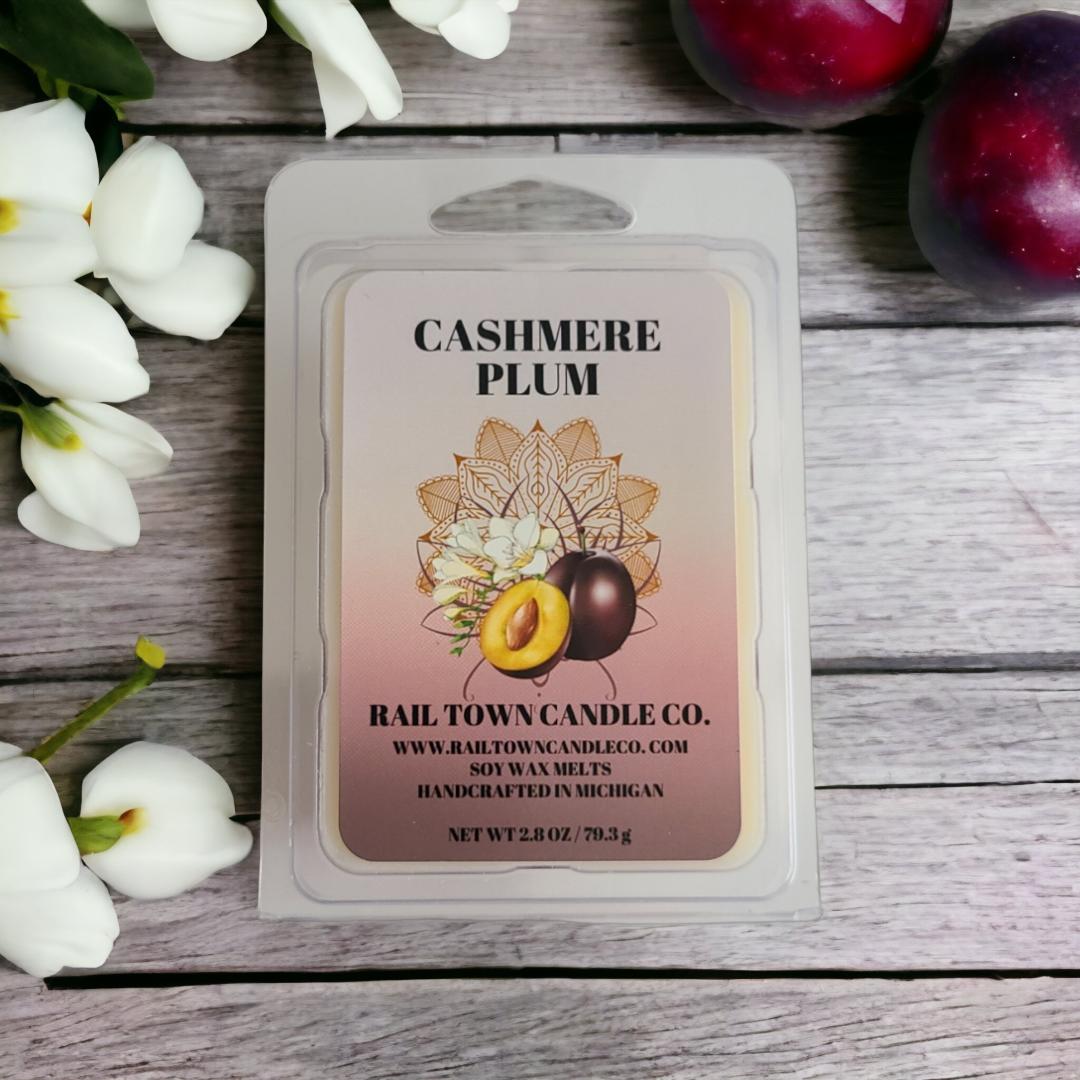 CASHMERE
PLUM
RAIL TOWN CANDLE CO.
WWW.RAILTOWNCANDLECO. COM
SOY WAX MELTS
HANDCRAFTED IN MICHIGAN
NET WT 2.8 OZ / 79.3 g